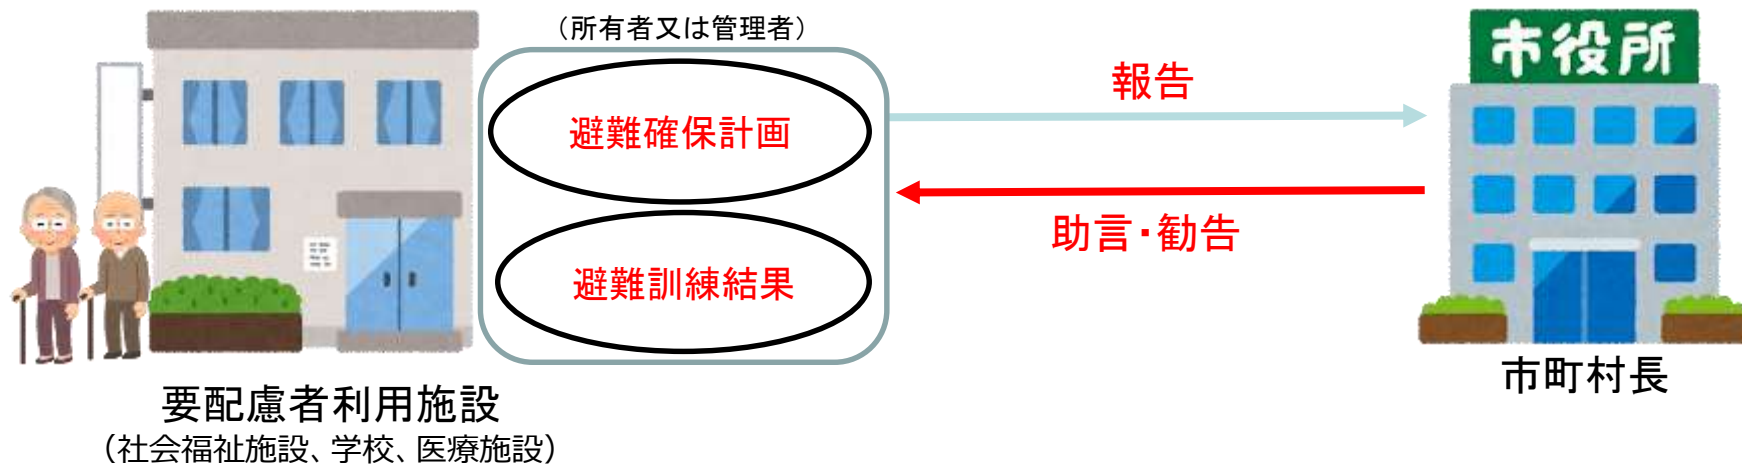 （所有者又は管理者）
避難確保計画
避難訓練結果
報告
助言・勧告
市役所
市町村長
要配慮者利用施設
（社会福祉施設、学校、医療施設）